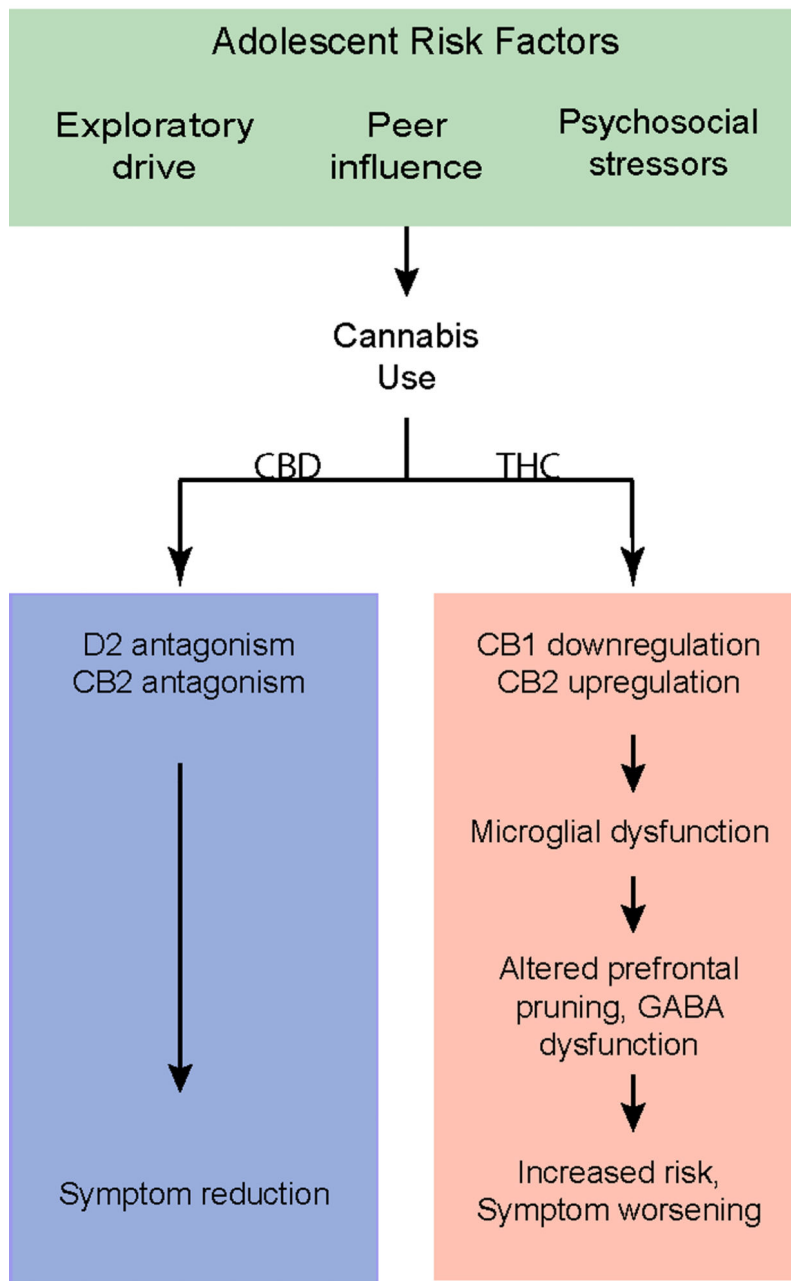 Adolescent Risk Factors
Exploratory
drive
Peer
influence
Psychosocial
stressors
Cannabis
Use
CBD
THC
D2 antagonism
CB2 antagonism
Symptom reduction
CB1 downregulation
CB2 upregulation
Microglial dysfunction
Altered prefrontal
pruning, GABA
dysfunction
Increased risk,
Symptom worsening